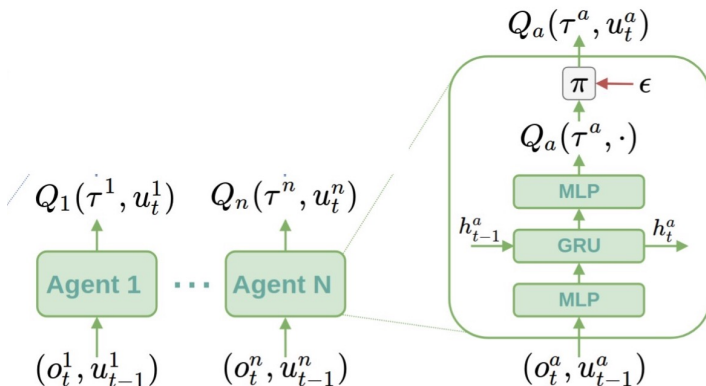 Q_a(τ^a, u_t^a)
π ϵ
Q_a(τ^a, ·)
Q_1(τ^1, u_t^1) Q_n(τ^n, u_t^n)
MLP
h_{t-1}^a GRU h_t^a
Agent 1 ··· Agent N
MLP
(o_t^1, u_{t-1}^1) (o_t^n, u_{t-1}^n) (o_t^a, u_{t-1}^a)